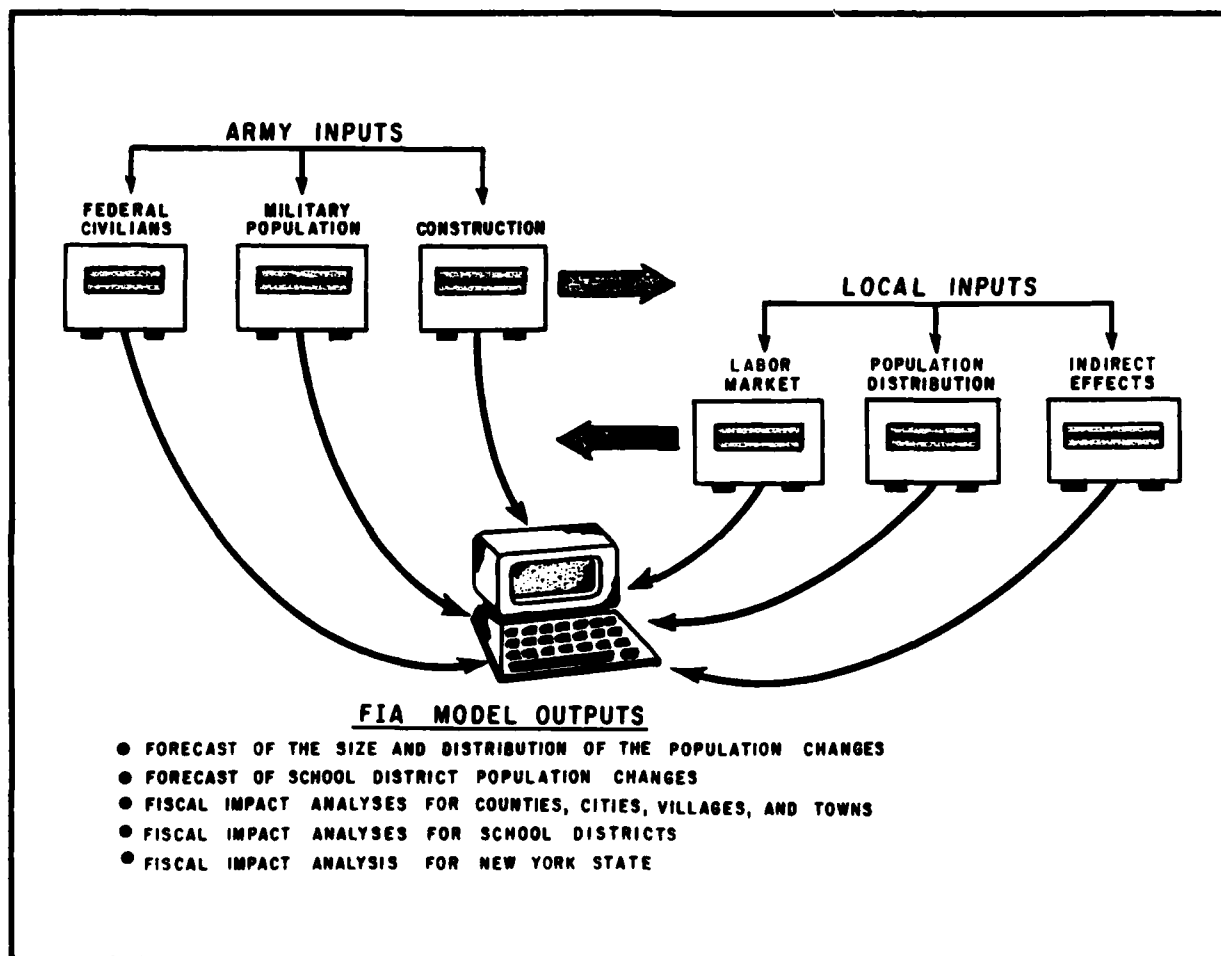 ARMY INPUTS
FEDERAL
CIVILIANS
MILITARY
POPULATION
CONSTRUCTION
LOCAL INPUTS
LABOR
MARKET
POPULATION
DISTRIBUTION
INDIRECT
EFFECTS
FIA MODEL OUTPUTS
● FORECAST OF THE SIZE AND DISTRIBUTION OF THE POPULATION CHANGES
● FORECAST OF SCHOOL DISTRICT POPULATION CHANGES
● FISCAL IMPACT ANALYSES FOR COUNTIES, CITIES, VILLAGES, AND TOWNS
● FISCAL IMPACT ANALYSES FOR SCHOOL DISTRICTS
● FISCAL IMPACT ANALYSIS FOR NEW YORK STATE